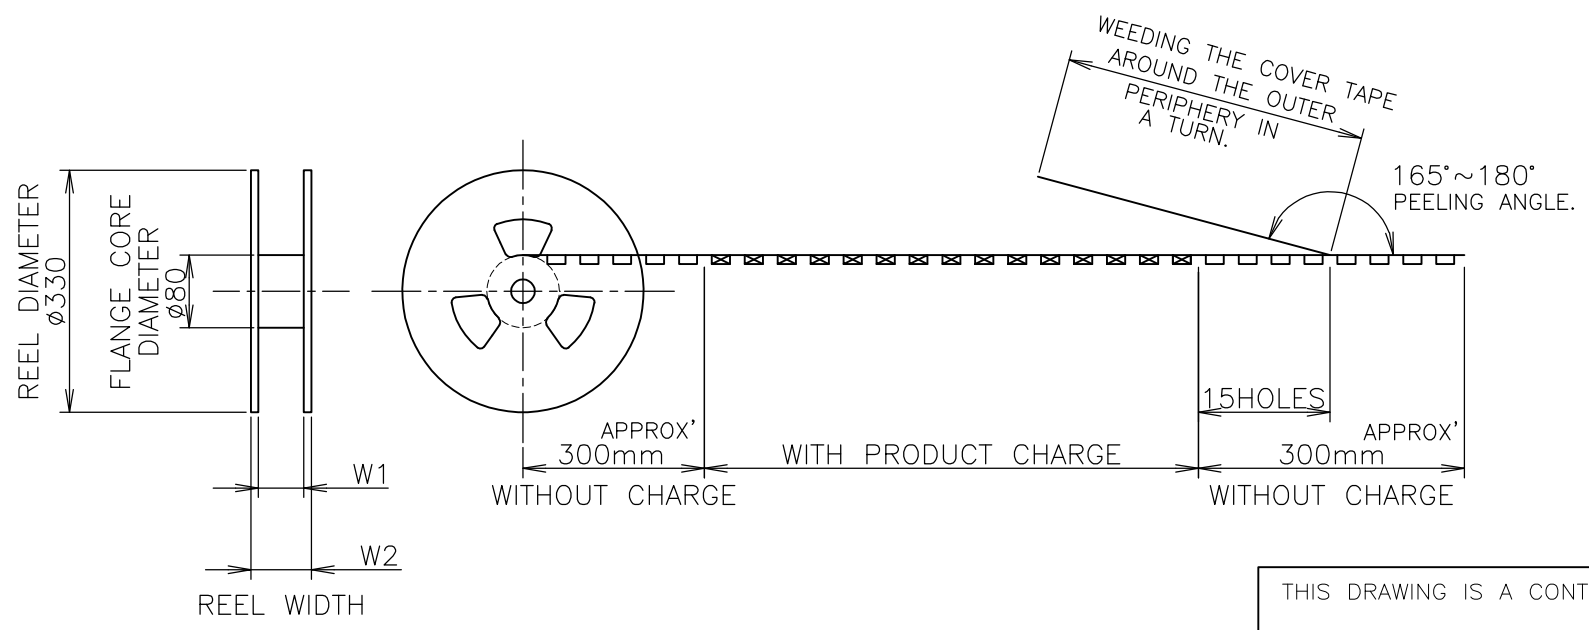 WEEDING THE COVER TAPE
AROUND THE OUTER
PERIPHERY IN
A TURN.
165°~180°
PEELING ANGLE.
REEL DIAMETER
φ330
FLANGE CORE
DIAMETER
φ80
15HOLES
APPROX'
300mm
WITHOUT CHARGE
WITH PRODUCT CHARGE
APPROX'
300mm
WITHOUT CHARGE
W1
W2
REEL WIDTH
THIS DRAWING IS A CONT